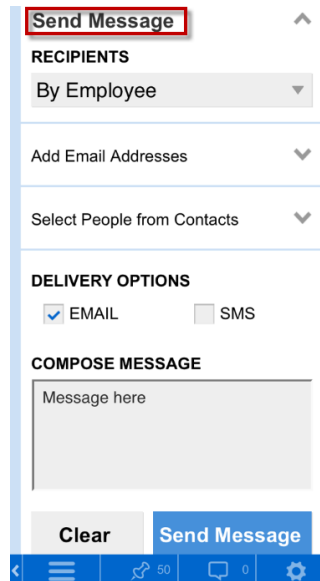 Send Message
RECIPIENTS
By Employee
Add Email Addresses
Select People from Contacts
DELIVERY OPTIONS
EMAIL SMS
COMPOSE MESSAGE
Message here
Clear Send Message
50 0